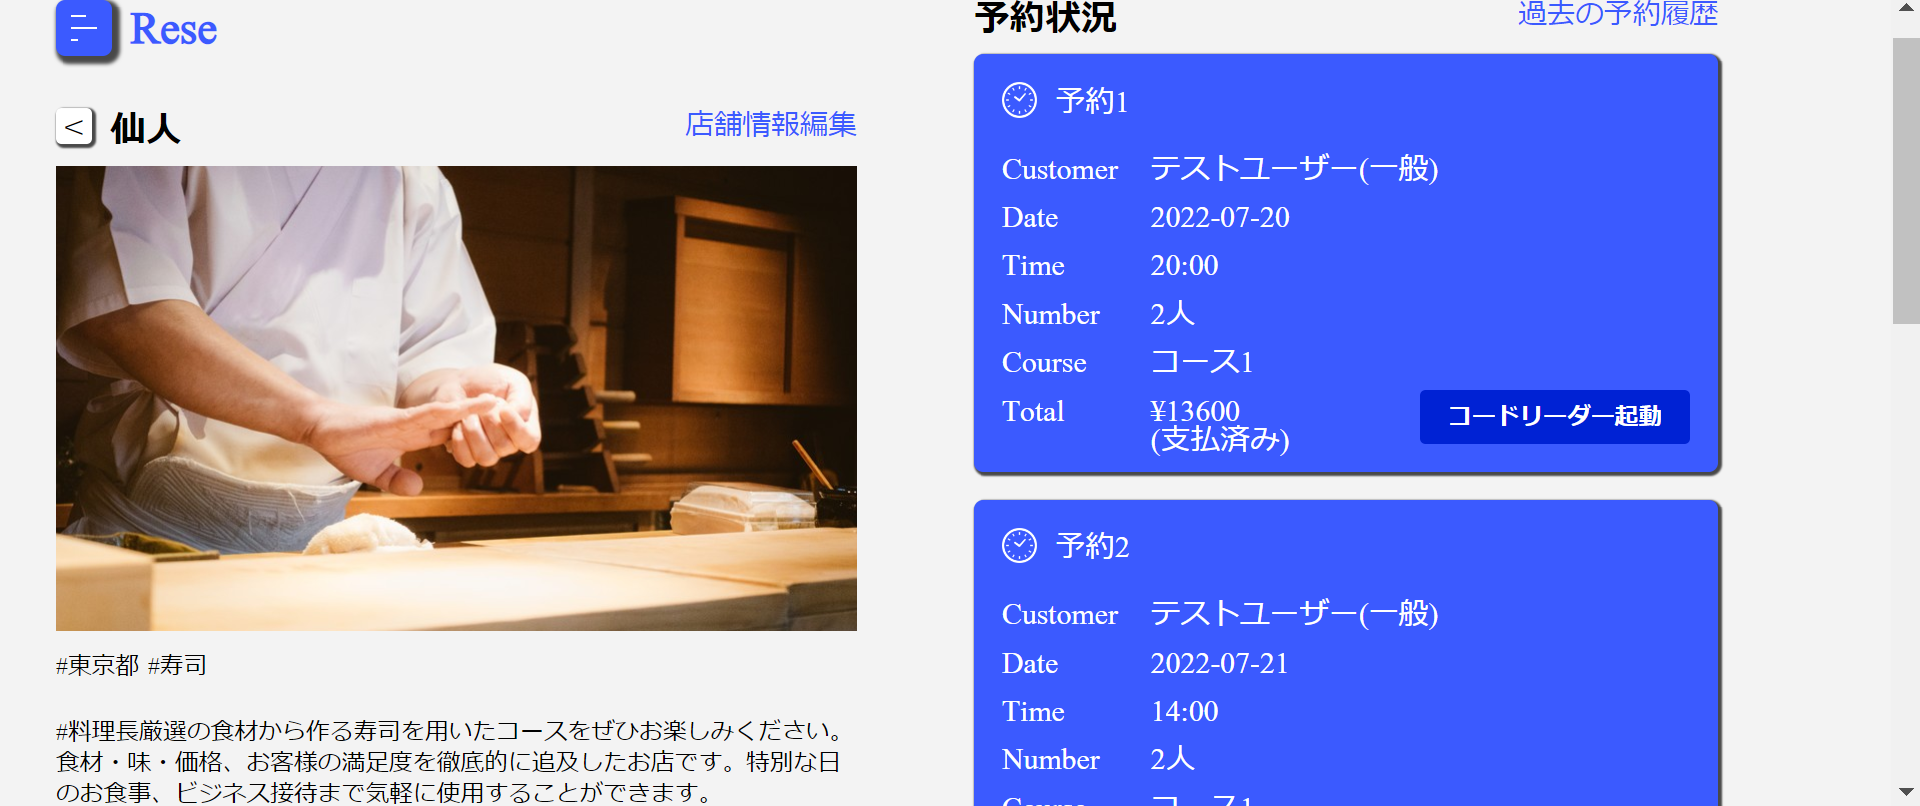 Rese
< 仙人
店舗情報編集
#東京都 #寿司
#料理長厳選の食材から作る寿司を用いたコースをぜひお楽しみください。
食材・味・価格、お客様の満足度を徹底的に追及したお店です。特別な日
のお食事、ビジネス接待まで気軽に使用することができます。
予約状況
過去の予約履歴
予約1
Customer テストユーザー(一般)
Date 2022-07-20
Time 20:00
Number 2人
Course コース1
Total ¥13600
(支払済み)
コードリーダー起動
予約2
Customer テストユーザー(一般)
Date 2022-07-21
Time 14:00
Number 2人
Course コース1